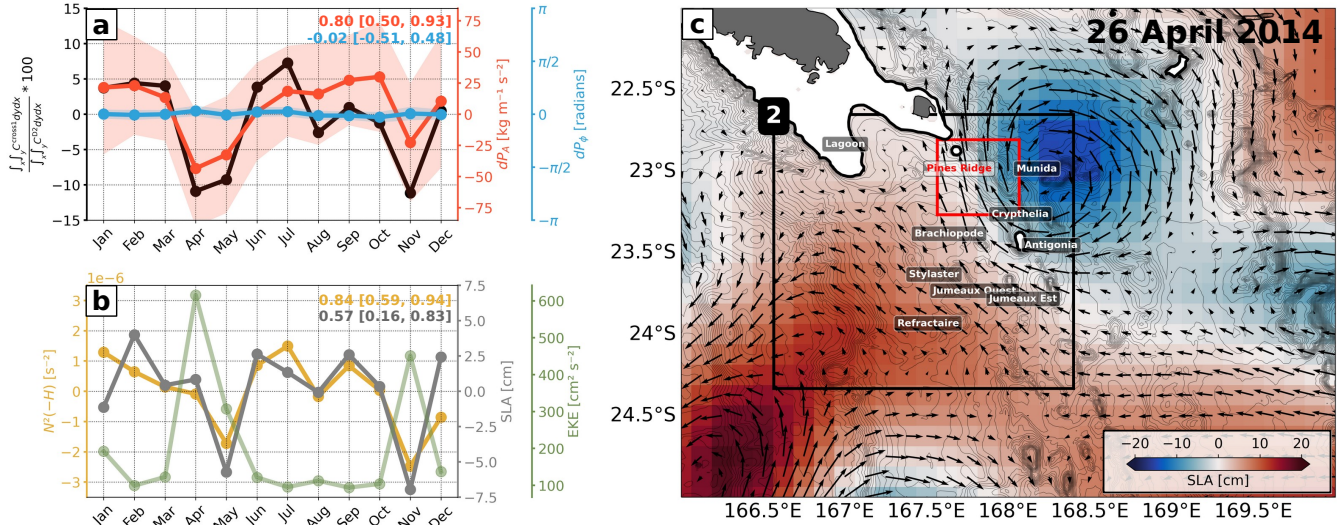 a
15
10
5
0
−5
−10
−15
∫ₓ∫ᵧCᶜʳᵒˢˢ¹dydx
∫ₓ∫ᵧCᴰ²dydx
* 100
0.80 [0.50, 0.93]
-0.02 [-0.51, 0.48]
75
50
25
0
−25
−50
−75
dP_A [kg m⁻¹ s⁻²]
π
π/2
0
−π/2
−π
dP_ϕ [radians]
Jan Feb Mar Apr May Jun Jul Aug Sep Oct Nov Dec
1e−6
b
3
2
1
0
−1
−2
−3
N²(−H) [s⁻²]
0.84 [0.59, 0.94]
0.57 [0.16, 0.83]
7.5
5.0
2.5
0.0
−2.5
−5.0
−7.5
SLA [cm]
600
500
400
300
200
100
EKE [cm² s⁻²]
Jan Feb Mar Apr May Jun Jul Aug Sep Oct Nov Dec
c
26 April 2014
22.5°S
23°S
23.5°S
24°S
24.5°S
2
Lagoon
Pines Ridge
Munida
Crypthelia
Brachiopode
Antigonia
Stylaster
Jumeaux Ouest
Jumeaux Est
Refractaire
−20 −10 0 10 20
SLA [cm]
166.5°E 167°E 167.5°E 168°E 168.5°E 169°E 169.5°E